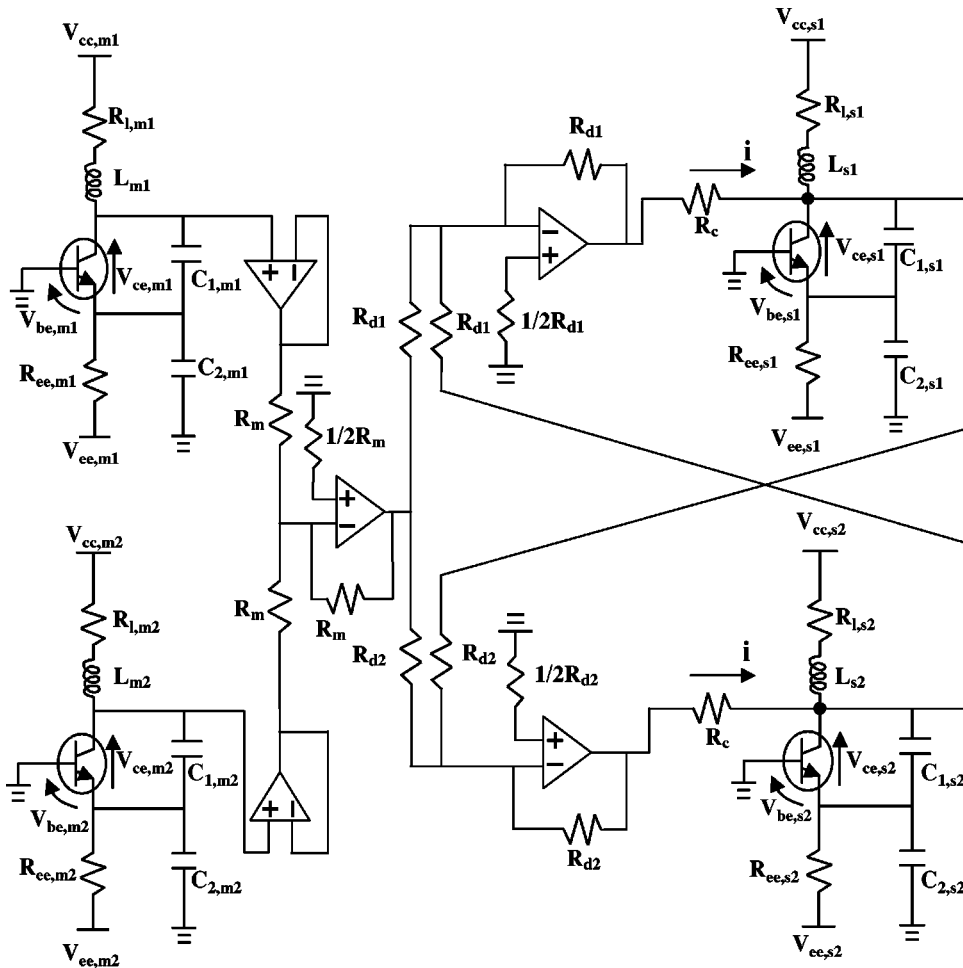 Vcc,m1
Rl,m1
Lm1
Vce,m1
C1,m1
Vbe,m1
Ree,m1
C2,m1
Vee,m1
+ −
Rm
1/2Rm
+
−
Rm
Rm
Vcc,m2
Rl,m2
Lm2
Vce,m2
C1,m2
Vbe,m2
Ree,m2
C2,m2
Vee,m2
+ −
Rd1
−
+
Rd1
Rd1
1/2Rd1
i
Rc
Vcc,s1
Rl,s1
Ls1
Vce,s1
C1,s1
Vbe,s1
Ree,s1
C2,s1
Vee,s1
Rd2
Rd2
1/2Rd2
+
−
Rd2
i
Rc
Vcc,s2
Rl,s2
Ls2
Vce,s2
C1,s2
Vbe,s2
Ree,s2
C2,s2
Vee,s2